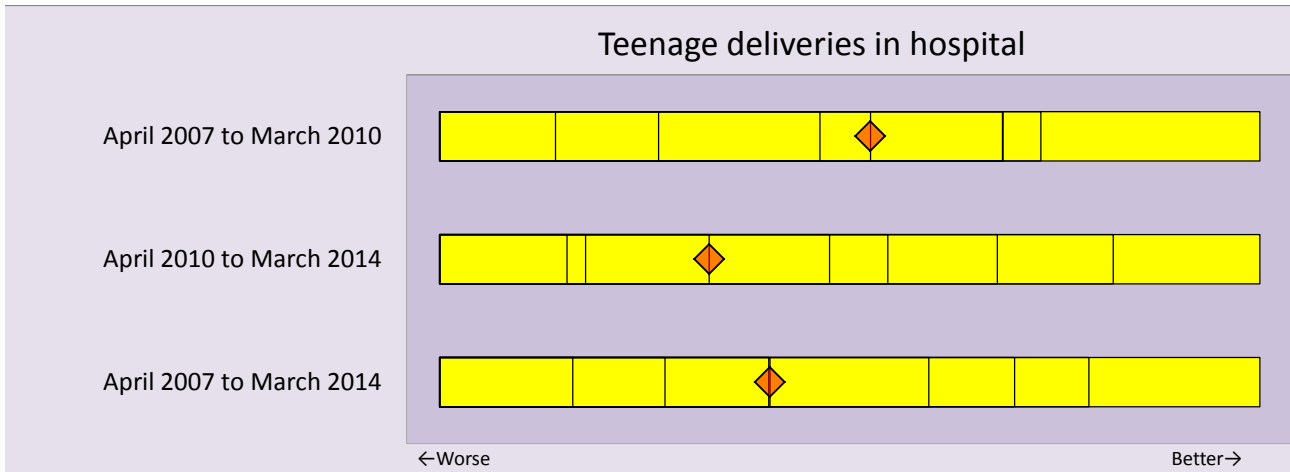 Teenage deliveries in hospital
April 2007 to March 2010
April 2010 to March 2014
April 2007 to March 2014
←Worse
Better→